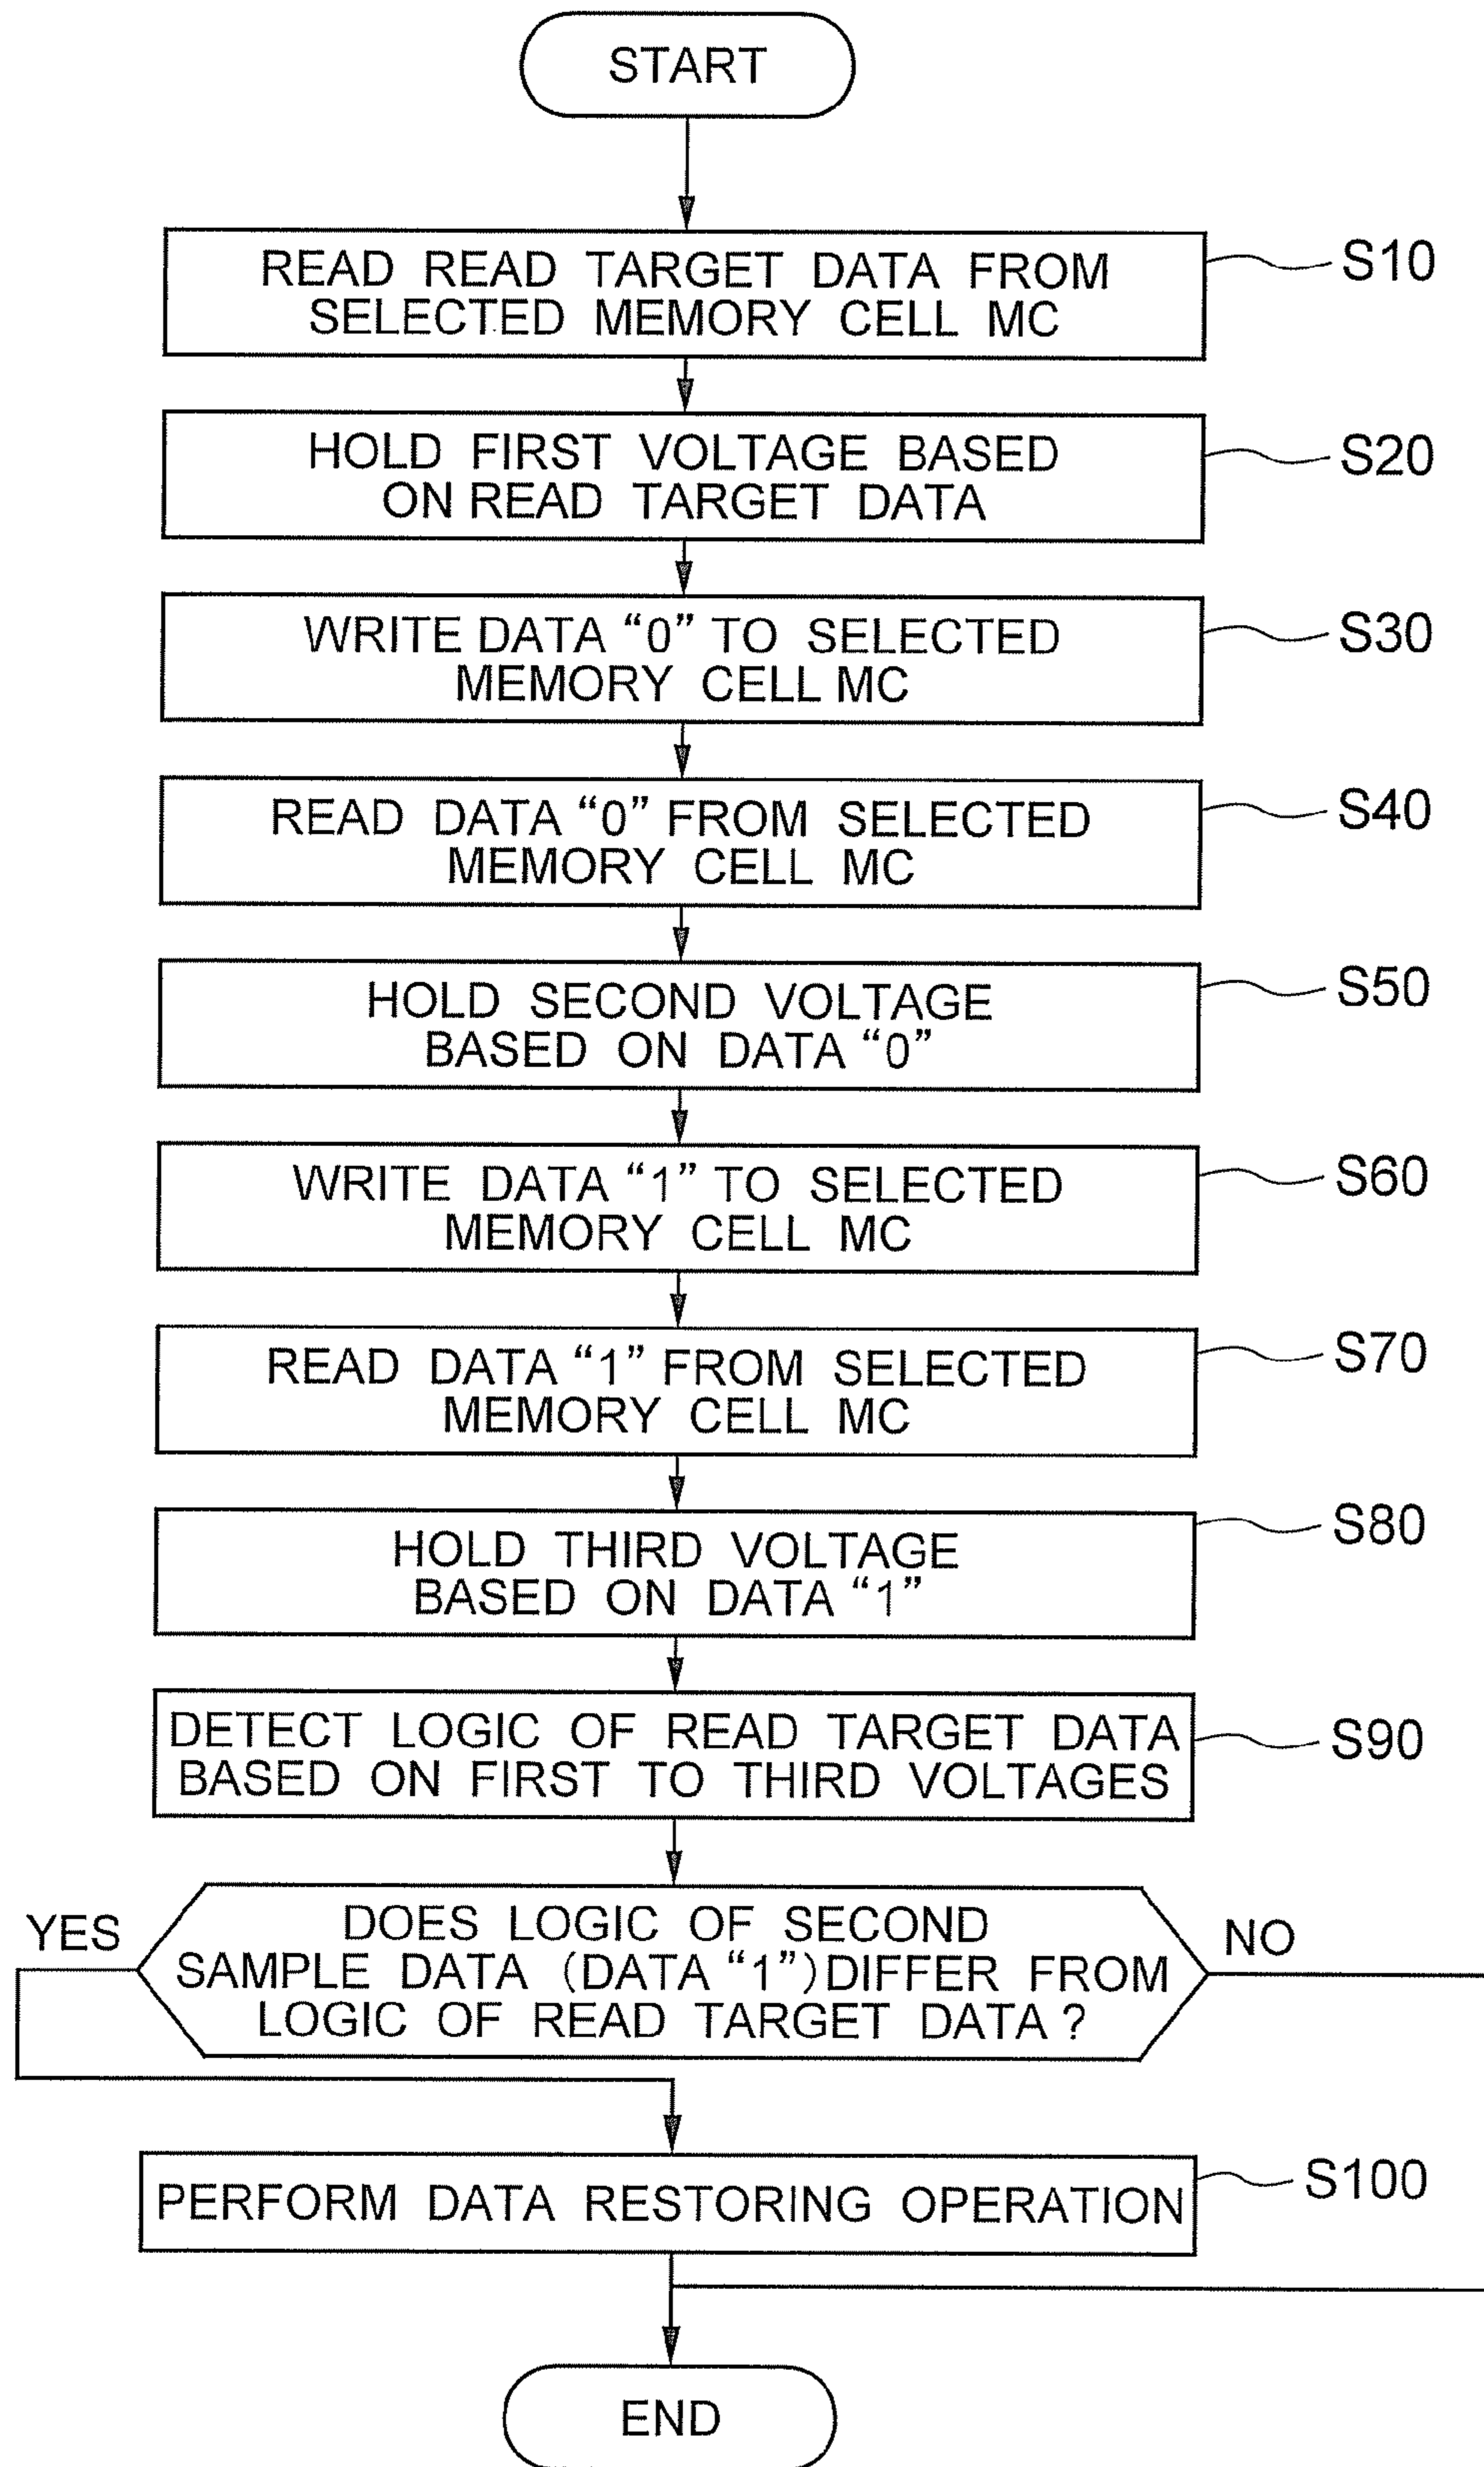 START
READ READ TARGET DATA FROM
SELECTED MEMORY CELL MC
S10
HOLD FIRST VOLTAGE BASED
ON READ TARGET DATA
S20
WRITE DATA “0” TO SELECTED
MEMORY CELL MC
S30
READ DATA “0” FROM SELECTED
MEMORY CELL MC
S40
HOLD SECOND VOLTAGE
BASED ON DATA “0”
S50
WRITE DATA “1” TO SELECTED
MEMORY CELL MC
S60
READ DATA “1” FROM SELECTED
MEMORY CELL MC
S70
HOLD THIRD VOLTAGE
BASED ON DATA “1”
S80
DETECT LOGIC OF READ TARGET DATA
BASED ON FIRST TO THIRD VOLTAGES
S90
YES
DOES LOGIC OF SECOND
SAMPLE DATA (DATA “1”) DIFFER FROM
LOGIC OF READ TARGET DATA ?
NO
PERFORM DATA RESTORING OPERATION
S100
END